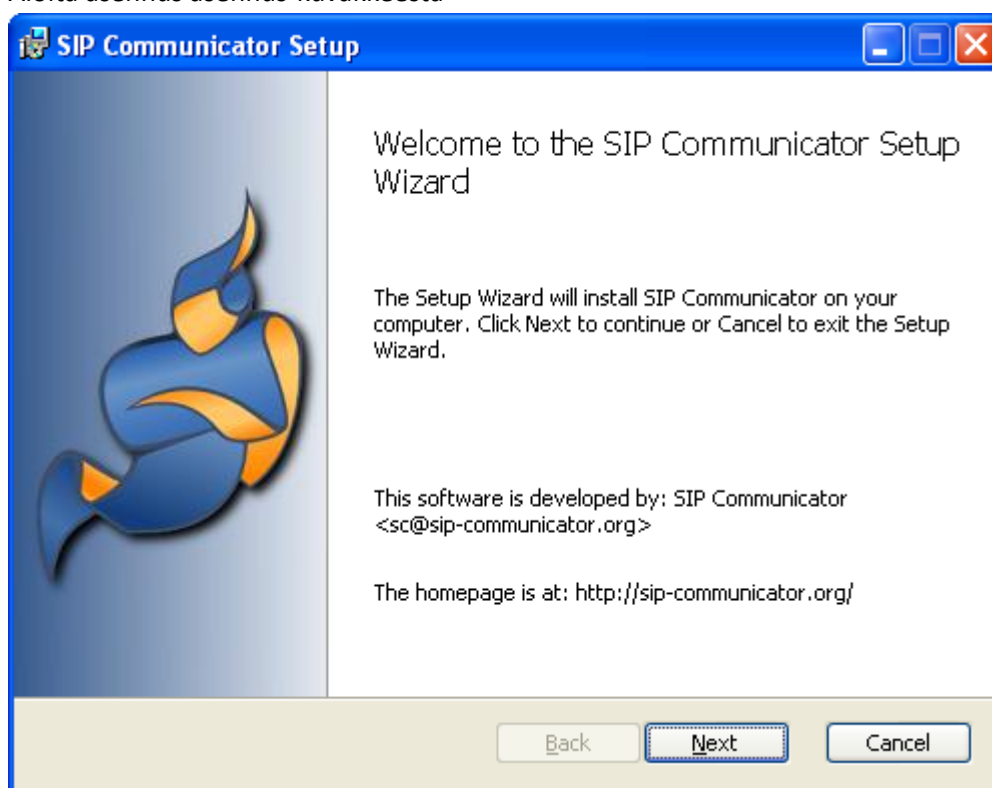 SIP Communicator Setup
Welcome to the SIP Communicator Setup
Wizard
The Setup Wizard will install SIP Communicator on your
computer. Click Next to continue or Cancel to exit the Setup
Wizard.
This software is developed by: SIP Communicator
<sc@sip-communicator.org>
The homepage is at: http://sip-communicator.org/
Back
Next
Cancel